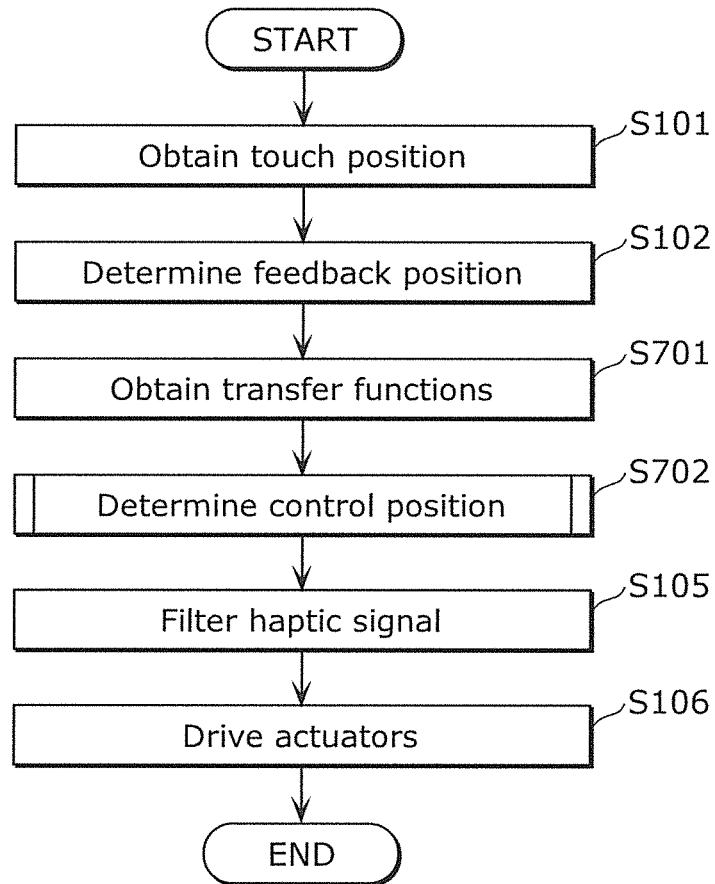 START
S101
Obtain touch position
S102
Determine feedback position
S701
Obtain transfer functions
S702
Determine control position
S105
Filter haptic signal
S106
Drive actuators
END